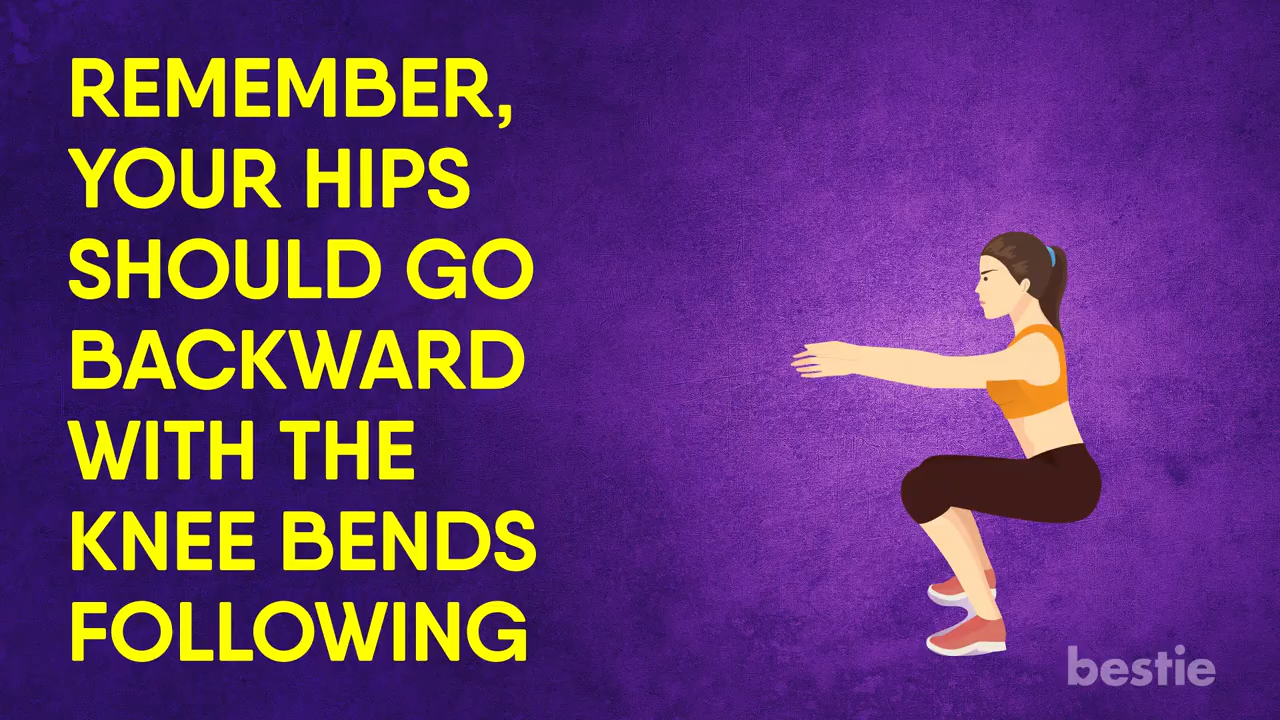 REMEMBER,
YOUR HIPS
SHOULD GO
BACKWARD
WITH THE
KNEE BENDS
FOLLOWING
bestie